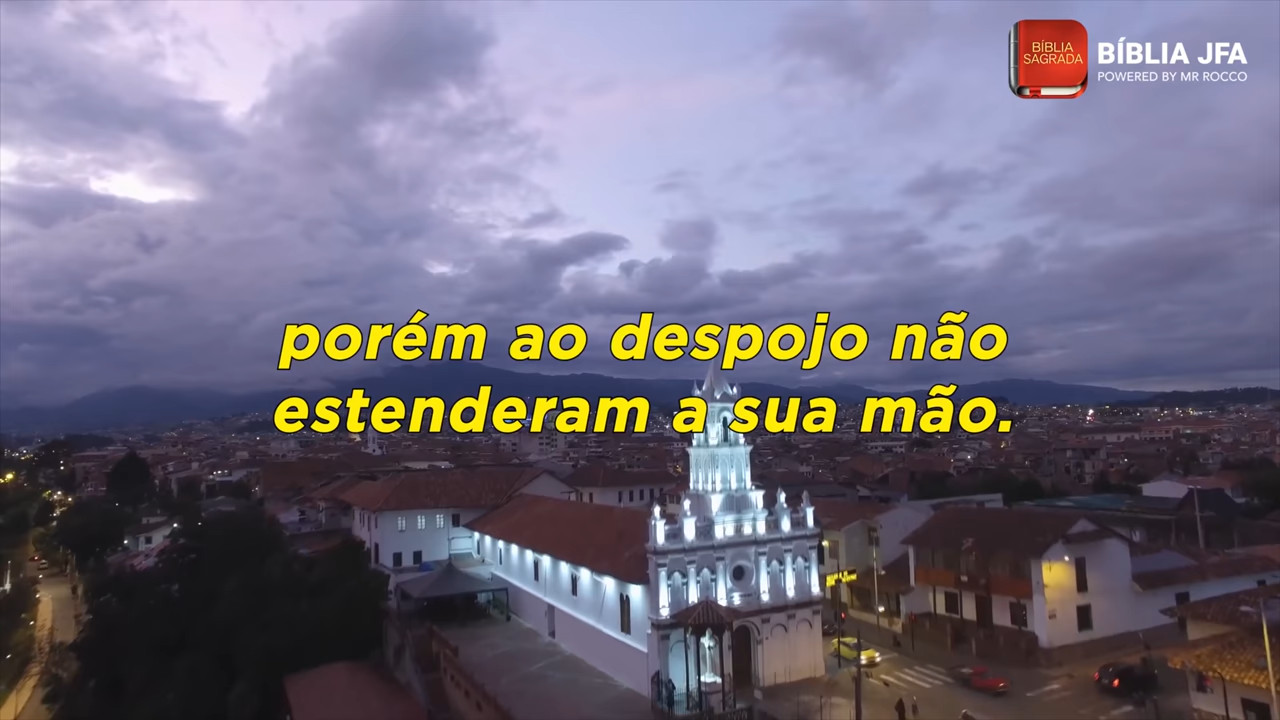 BÍBLIA
SAGRADA
BÍBLIA JFA
POWERED BY MR ROCCO
porém ao despojo não
estenderam a sua mão.